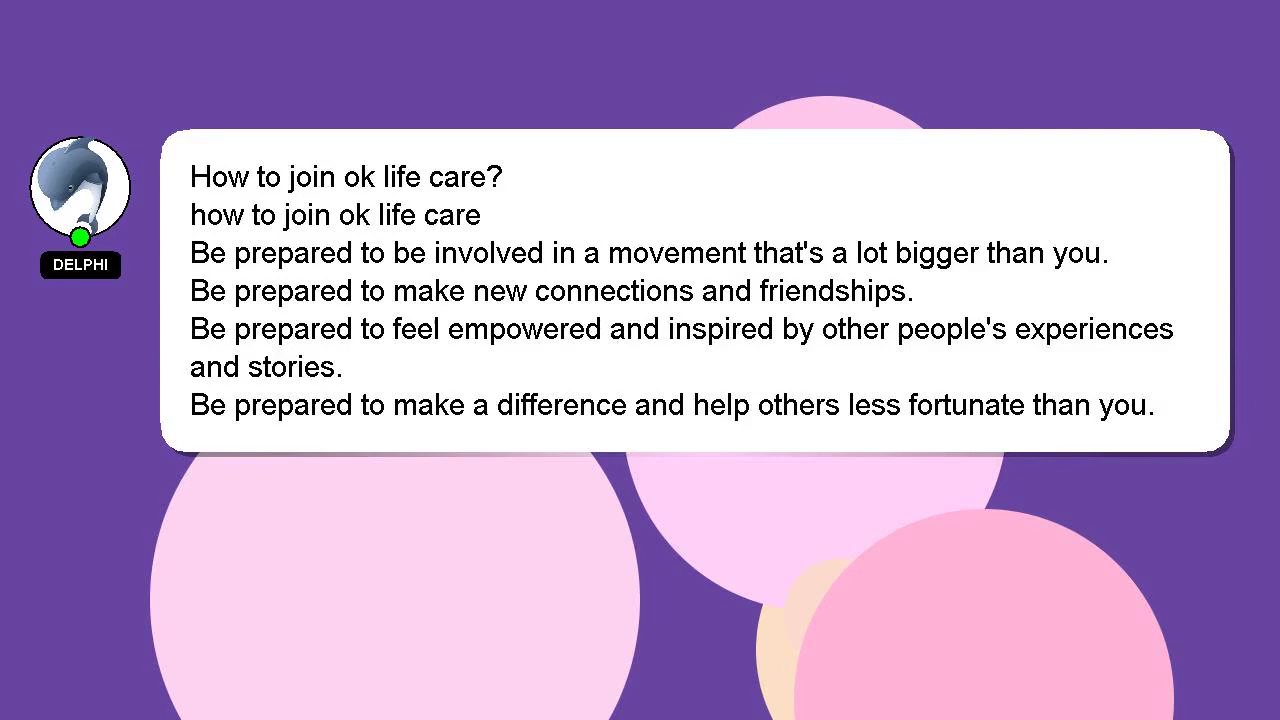 How to join ok life care?
how to join ok life care
Be prepared to be involved in a movement that's a lot bigger than you.
Be prepared to make new connections and friendships.
Be prepared to feel empowered and inspired by other people's experiences
and stories.
Be prepared to make a difference and help others less fortunate than you.
DELPHI